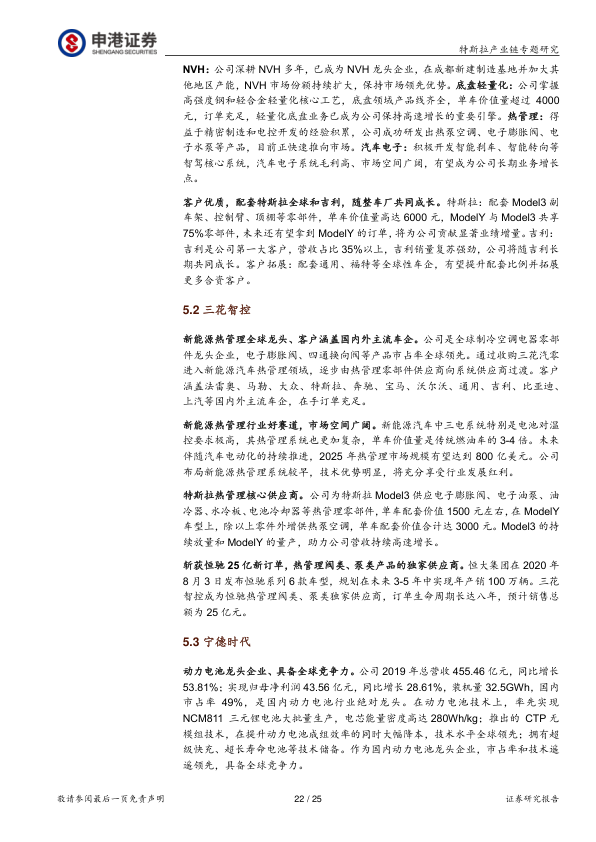 申港证券
SHENGANG SECURITIES
特斯拉产业链专题研究
NVH：公司深耕 NVH 多年，已成为 NVH 龙头企业，在成都新建制造基地并加大其
他地区产能，NVH 市场份额持续扩大，保持市场领先优势。底盘轻量化：公司掌握
高强度钢和轻合金轻量化核心工艺，底盘领域产品线齐全，单车价值量超过 4000
元，订单充足，轻量化底盘业务已成为公司保持高速增长的重要引擎。热管理：得
益于精密制造和电控开发的经验积累，公司成功研发出热泵空调、电子膨胀阀、电
子水泵等产品，目前正快速推向市场。汽车电子：积极开发智能刹车、智能转向等
智驾核心系统，汽车电子系统毛利高、市场空间广阔，有望成为公司长期业务增长
点。
客户优质，配套特斯拉全球和吉利，随整车厂共同成长。特斯拉：配套 Model3 副
车架、控制臂、顶棚等零部件，单车价值量高达 6000 元，ModelY 与 Model3 共享
75%零部件，未来还有望拿到 ModelY 的订单，将为公司贡献显著业绩增量。吉利：
吉利是公司第一大客户，营收占比 35%以上，吉利销量复苏强劲，公司将随吉利长
期共同成长。客户拓展：配套通用、福特等全球性车企，有望提升配套比例并拓展
更多合资客户。
5.2 三花智控
新能源热管理全球龙头、客户涵盖国内外主流车企。公司是全球制冷空调电器零部
件龙头企业，电子膨胀阀、四通换向阀等产品市占率全球领先。通过收购三花汽零
进入新能源汽车热管理领域，逐步由热管理零部件供应商向系统供应商过渡。客户
涵盖法雷奥、马勒、大众、特斯拉、奔驰、宝马、沃尔沃、通用、吉利、比亚迪、
上汽等国内外主流车企，在手订单充足。
新能源热管理行业好赛道，市场空间广阔。新能源汽车中三电系统特别是电池对温
控要求极高，其热管理系统也更加复杂，单车价值量是传统燃油车的 3-4 倍。未来
伴随汽车电动化的持续推进，2025 年热管理市场规模有望达到 800 亿美元。公司
布局新能源热管理系统较早，技术优势明显，将充分享受行业发展红利。
特斯拉热管理核心供应商。公司为特斯拉 Model3 供应电子膨胀阀、电子油泵、油
冷器、水冷板、电池冷却器等热管理零部件，单车配套价值 1500 元左右，在 ModelY
车型上，除以上零件外增供热泵空调，单车配套价值合计达 3000 元。Model3 的持
续放量和 ModelY 的量产，助力公司营收持续高速增长。
斩获恒驰 25 亿新订单，热管理阀类、泵类产品的独家供应商。恒大集团在 2020 年
8 月 3 日发布恒驰系列 6 款车型，规划在未来 3-5 年中实现年产销 100 万辆。三花
智控成为恒驰热管理阀类、泵类独家供应商，订单生命周期长达八年，预计销售总
额为 25 亿元。
5.3 宁德时代
动力电池龙头企业、具备全球竞争力。公司 2019 年总营收 455.46 亿元，同比增长
53.81%；实现归母净利润 43.56 亿元，同比增长 28.61%，装机量 32.5GWh，国内
市占率 49%，是国内动力电池行业绝对龙头。在动力电池技术上，率先实现
NCM811 三元锂电池大批量生产，电芯能量密度高达 280Wh/kg；推出的 CTP 无
模组技术，在提升动力电池成组效率的同时大幅降本，技术水平全球领先；拥有超
级快充、超长寿命电池等技术储备。作为国内动力电池龙头企业，市占率和技术遥
遥领先，具备全球竞争力。
敬请参阅最后一页免责声明
22 / 25
证券研究报告